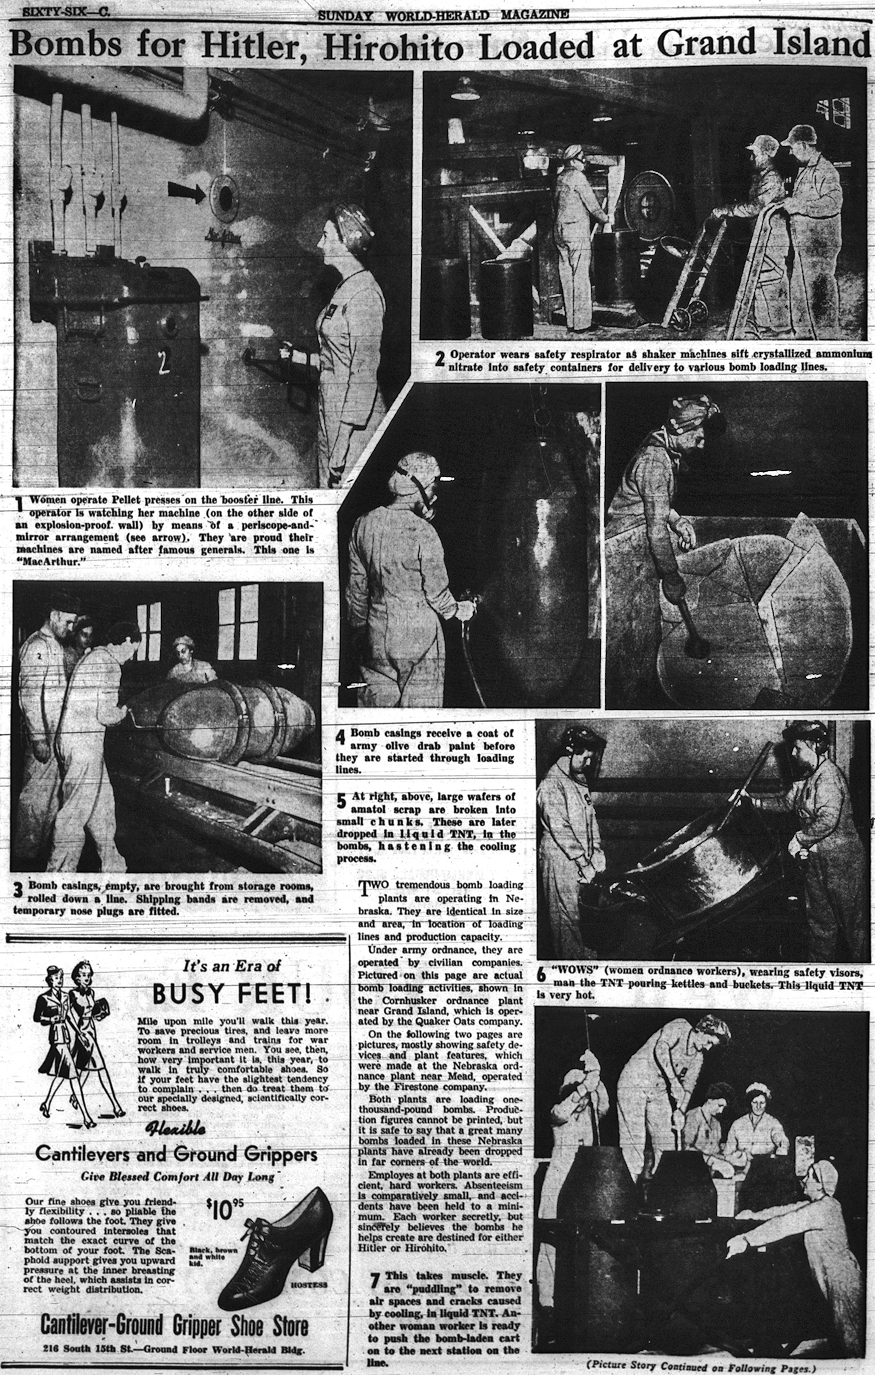 SIXTY-SIX—C.
SUNDAY WORLD-HERALD MAGAZINE
Bombs for Hitler, Hirohito Loaded at Grand Island
2
2 Operator wears safety respirator as shaker machines sift crystallized ammonium
nitrate into safety containers for delivery to various bomb loading lines.
1 Women operate Pellet presses on the booster line. This
operator is watching her machine (on the other side of
an explosion-proof wall) by means of a periscope-and-
mirror arrangement (see arrow). They are proud their
machines are named after famous generals. This one is
"MacArthur."
3 Bomb casings, empty, are brought from storage rooms,
rolled down a line. Shipping bands are removed, and
temporary nose plugs are fitted.
4 Bomb casings receive a coat of
army olive drab paint before
they are started through loading
lines.
5 At right, above, large wafers of
amatol scrap are broken into
small chunks. These are later
dropped in liquid TNT, in the
bombs, hastening the cooling
process.
6 "WOWS" (women ordnance workers), wearing safety visors,
man the TNT pouring kettles and buckets. This liquid TNT
is very hot.
TWO tremendous bomb loading
plants are operating in Ne-
braska. They are identical in size
and area, in location of loading
lines and production capacity.
Under army ordnance, they are
operated by civilian companies.
Pictured on this page are actual
bomb loading activities, shown in
the Cornhusker ordnance plant
near Grand Island, which is oper-
ated by the Quaker Oats company.
On the following two pages are
pictures, mostly showing safety de-
vices and plant features, which
were made at the Nebraska ord-
nance plant near Mead, operated
by the Firestone company.
Both plants are loading one-
thousand-pound bombs. Produc-
tion figures cannot be printed, but
it is safe to say that a great many
bombs loaded in these Nebraska
plants have already been dropped
in far corners of the world.
Employes at both plants are effi-
cient, hard workers. Absenteeism
is comparatively small, and acci-
dents have been held to a mini-
mum. Each worker secretly, but
sincerely believes the bombs he
helps create are destined for either
Hitler or Hirohito.
7 This takes muscle. They
are "puddling" to remove
air spaces and cracks caused
by cooling, in liquid TNT. An-
other woman worker is ready
to push the bomb-laden cart
on to the next station on the
line.
(Picture Story Continued on Following Pages.)
It's an Era of
BUSY FEET!
Mile upon mile you'll walk this year.
To save precious tires, and leave more
room in trolleys and trains for war
workers and service men. You see, then,
how very important it is, this year, to
walk in truly comfortable shoes. So
if your feet have the slightest tendency
to complain . . . then do treat them to
our specially designed, scientifically cor-
rect shoes.
Flexible
Cantilevers and Ground Grippers
Give Blessed Comfort All Day Long
Our fine shoes give you friend-
ly flexibility . . . so pliable the
shoe follows the foot. They give
you contoured intersoles that
match the exact curve of the
bottom of your foot. The Sca-
phoid support gives you upward
pressure at the inner breasting
of the heel, which assists in cor-
rect weight distribution.
$10.95
Black, brown
and white
kid.
HOSTESS
Cantilever-Ground Gripper Shoe Store
216 South 15th St.—Ground Floor World-Herald Bldg.